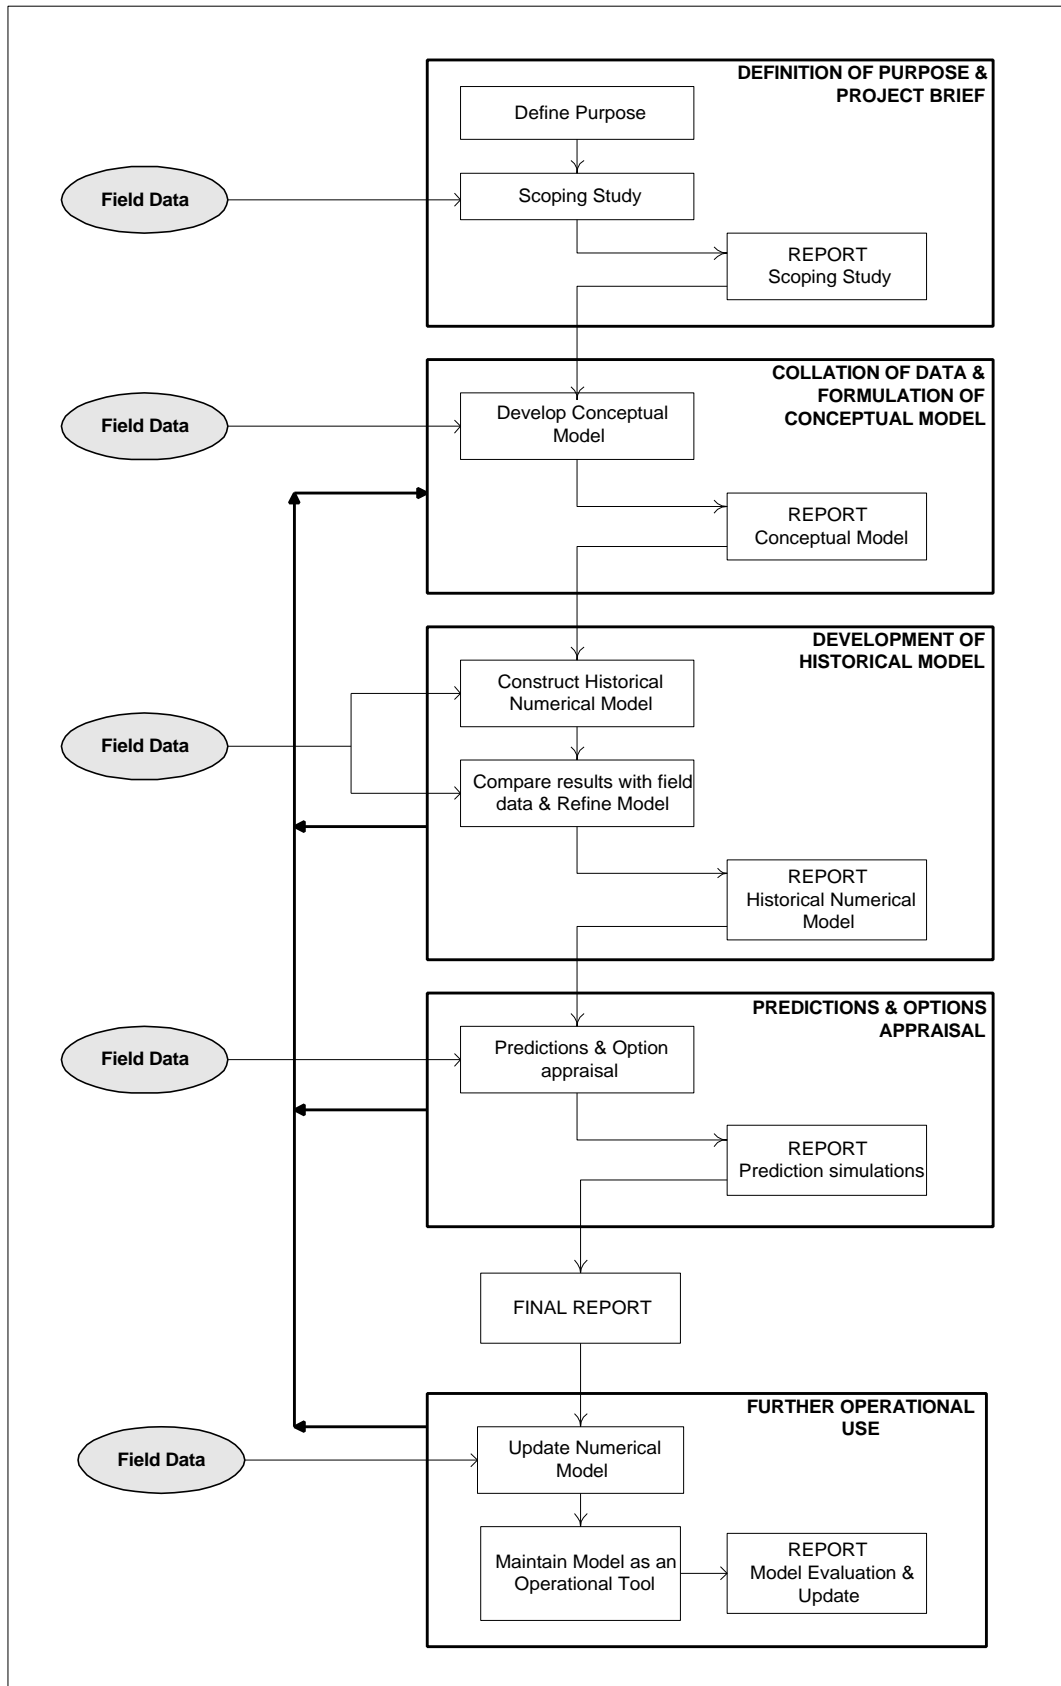 DEFINITION OF PURPOSE &
PROJECT BRIEF
Define Purpose
Field Data
Scoping Study
REPORT
Scoping Study
COLLATION OF DATA &
FORMULATION OF
CONCEPTUAL MODEL
Field Data
Develop Conceptual
Model
REPORT
Conceptual Model
DEVELOPMENT OF
HISTORICAL MODEL
Construct Historical
Numerical Model
Field Data
Compare results with field
data & Refine Model
REPORT
Historical Numerical
Model
PREDICTIONS & OPTIONS
APPRAISAL
Field Data
Predictions & Option
appraisal
REPORT
Prediction simulations
FINAL REPORT
FURTHER OPERATIONAL
USE
Field Data
Update Numerical
Model
Maintain Model as an
Operational Tool
REPORT
Model Evaluation &
Update